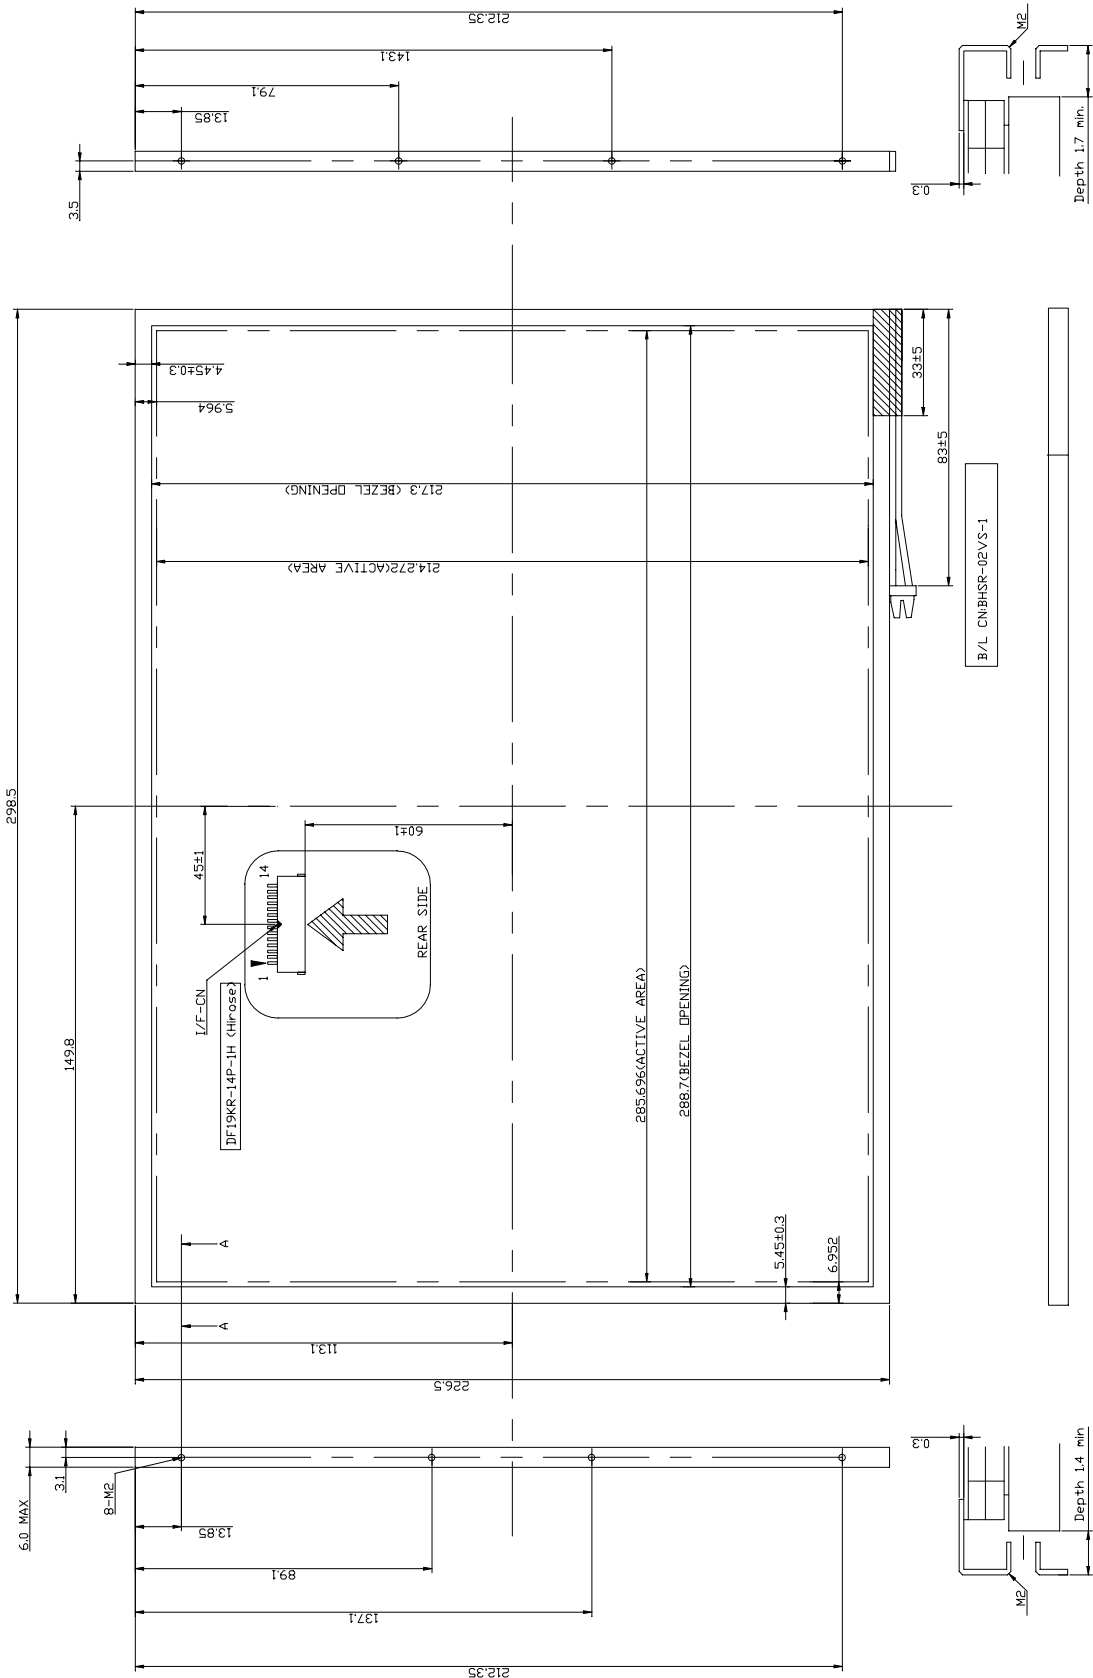 212.35
143.1
79.1
13.85
3.5
M2
0.3
Depth 1.7 min.
298.5
4.45±0.3
5.964
33±5
83±5
217.3 (BEZEL OPENING)
214.272(ACTIVE AREA)
B/L CN:BHSR-02VS-1
149.8
45±1
60±1
14
1
REAR SIDE
I/F-CN
DF19KR-14P-1H (Hirose)
285.696(ACTIVE AREA)
288.7(BEZEL OPENING)
5.45±0.3
6.952
A
A
113.1
226.5
6.0 MAX
3.1
8-M2
13.85
89.1
137.1
212.35
0.3
Depth 1.4 min
M2